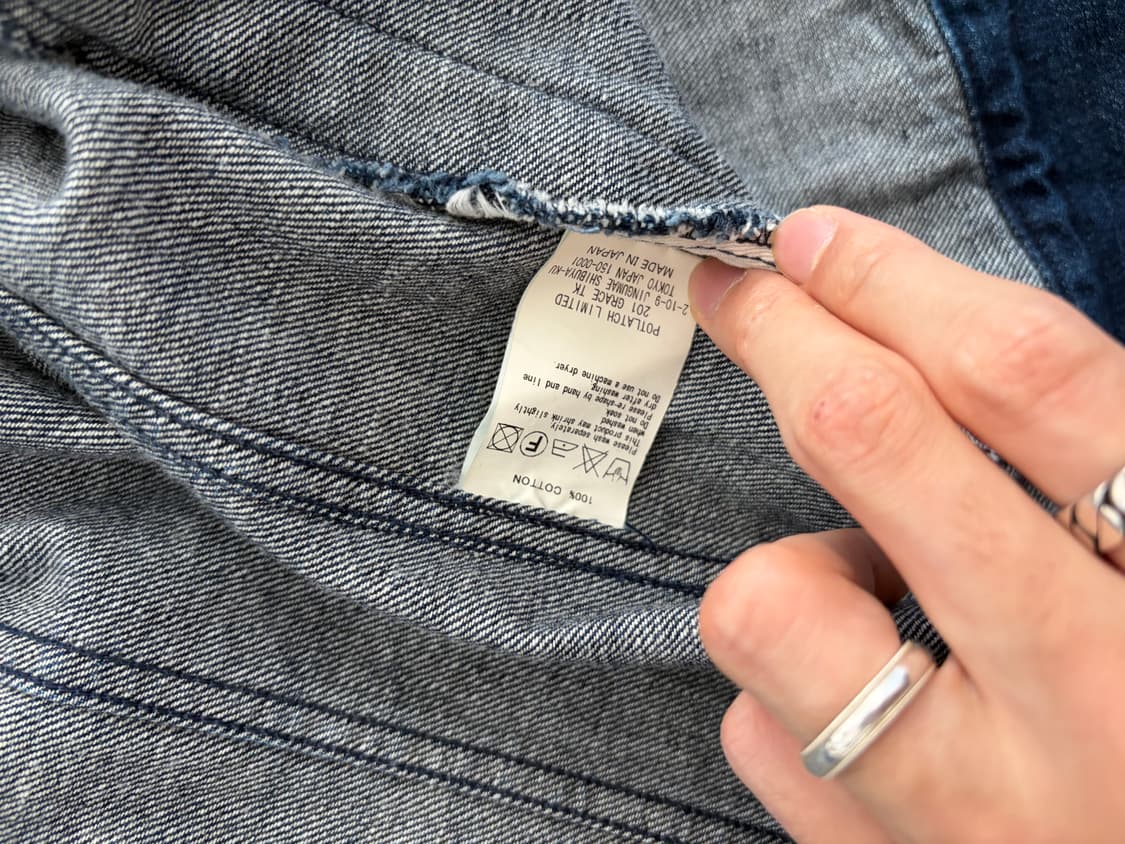 100% COTTON
F
Please wash separately
This product may shrink slightly
when washed
Do not soak
Please re-shape by hand and line
dry after washing.
Do not use a machine dryer.
POTLATCH LIMITED
201 GRACE TK
2-10-9 JINGUMAE SHIBUYA-KU
TOKYO JAPAN 150-0001
MADE IN JAPAN